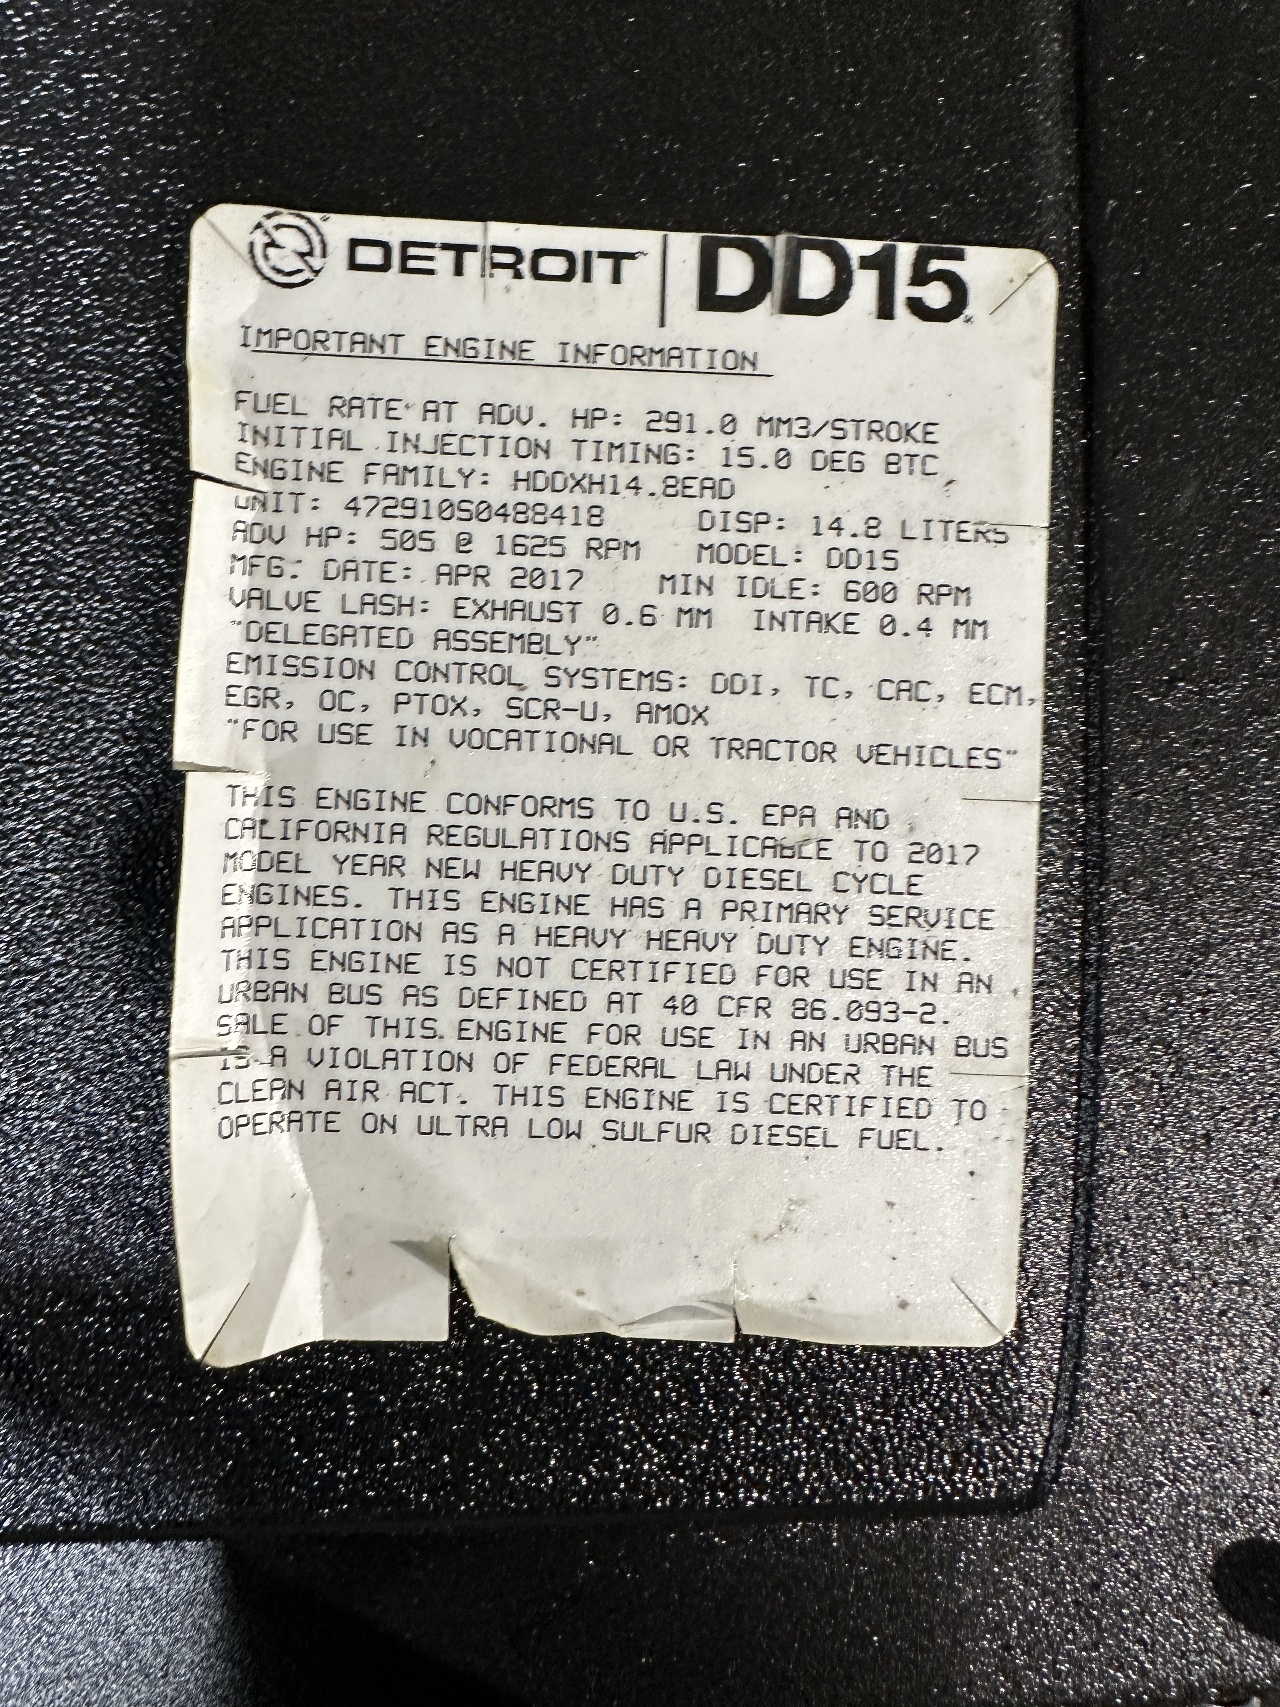 DETROIT | DD15
IMPORTANT ENGINE INFORMATION
FUEL RATE AT ADV. HP: 291.0 MM3/STROKE
INITIAL INJECTION TIMING: 15.0 DEG BTC
ENGINE FAMILY: HDDXH14.8EAD
UNIT: 472910S0488418 DISP: 14.8 LITERS
ADV HP: 505 @ 1625 RPM MODEL: DD15
MFG. DATE: APR 2017 MIN IDLE: 600 RPM
VALVE LASH: EXHAUST 0.6 MM INTAKE 0.4 MM
"DELEGATED ASSEMBLY"
EMISSION CONTROL SYSTEMS: DDI, TC, CAC, ECM,
EGR, OC, PTOX, SCR-U, AMOX
"FOR USE IN VOCATIONAL OR TRACTOR VEHICLES"
THIS ENGINE CONFORMS TO U.S. EPA AND
CALIFORNIA REGULATIONS APPLICABLE TO 2017
MODEL YEAR NEW HEAVY DUTY DIESEL CYCLE
ENGINES. THIS ENGINE HAS A PRIMARY SERVICE
APPLICATION AS A HEAVY HEAVY DUTY ENGINE.
THIS ENGINE IS NOT CERTIFIED FOR USE IN AN
URBAN BUS AS DEFINED AT 40 CFR 86.093-2.
SALE OF THIS ENGINE FOR USE IN AN URBAN BUS
IS A VIOLATION OF FEDERAL LAW UNDER THE
CLEAN AIR ACT. THIS ENGINE IS CERTIFIED TO
OPERATE ON ULTRA LOW SULFUR DIESEL FUEL.